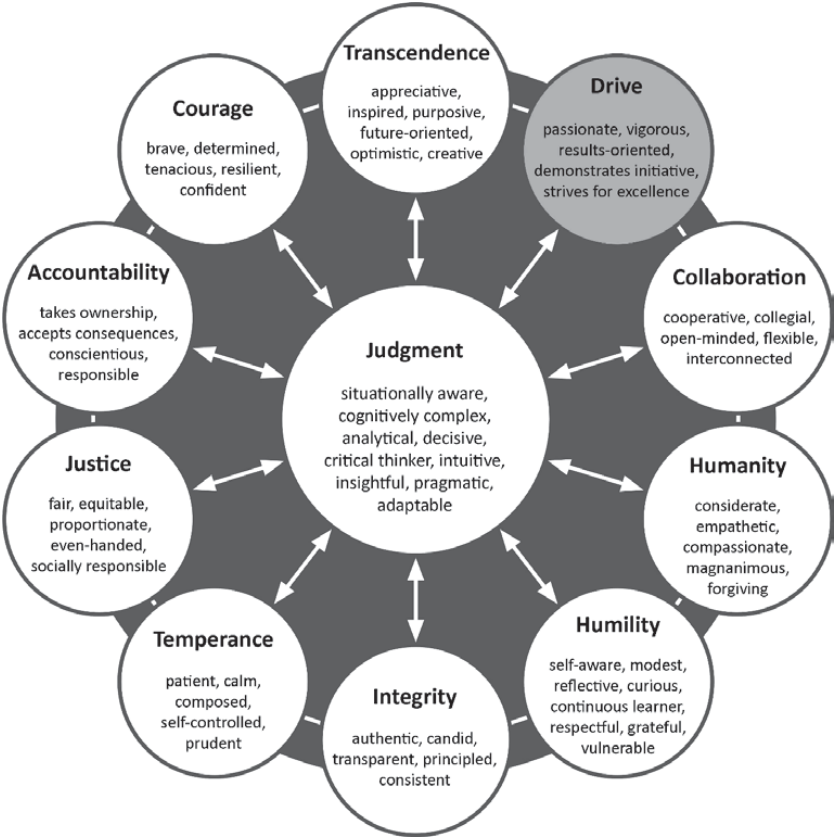 Transcendence
appreciative,
inspired, purposive,
future-oriented,
optimistic, creative
Drive
passionate, vigorous,
results-oriented,
demonstrates initiative,
strives for excellence
Collaboration
cooperative, collegial,
open-minded, flexible,
interconnected
Humanity
considerate,
empathetic,
compassionate,
magnanimous,
forgiving
Humility
self-aware, modest,
reflective, curious,
continuous learner,
respectful, grateful,
vulnerable
Integrity
authentic, candid,
transparent, principled,
consistent
Temperance
patient, calm,
composed,
self-controlled,
prudent
Justice
fair, equitable,
proportionate,
even-handed,
socially responsible
Accountability
takes ownership,
accepts consequences,
conscientious,
responsible
Courage
brave, determined,
tenacious, resilient,
confident
Judgment
situationally aware,
cognitively complex,
analytical, decisive,
critical thinker, intuitive,
insightful, pragmatic,
adaptable